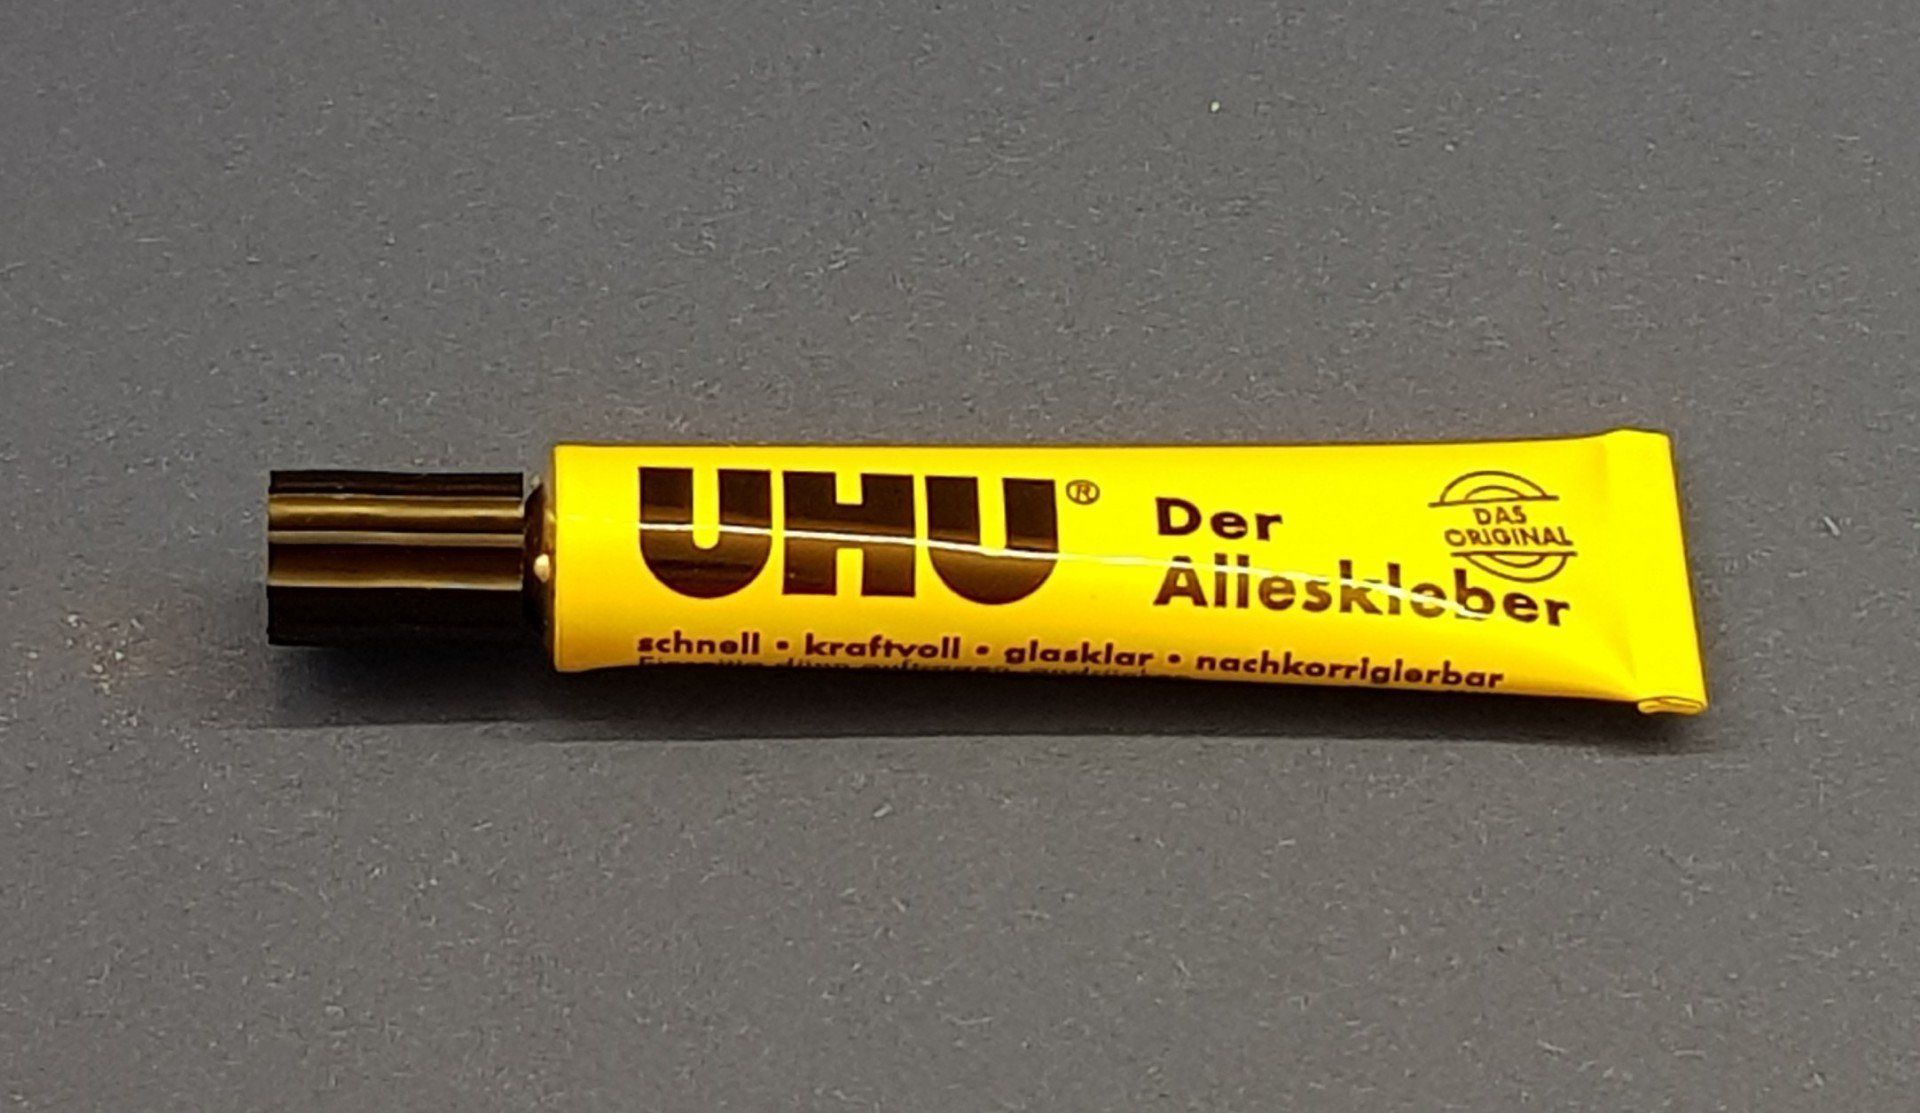 UHU®
Der
Alleskleber
DAS
ORIGINAL
schnell • kraftvoll • glasklar • nachkorrigierbar